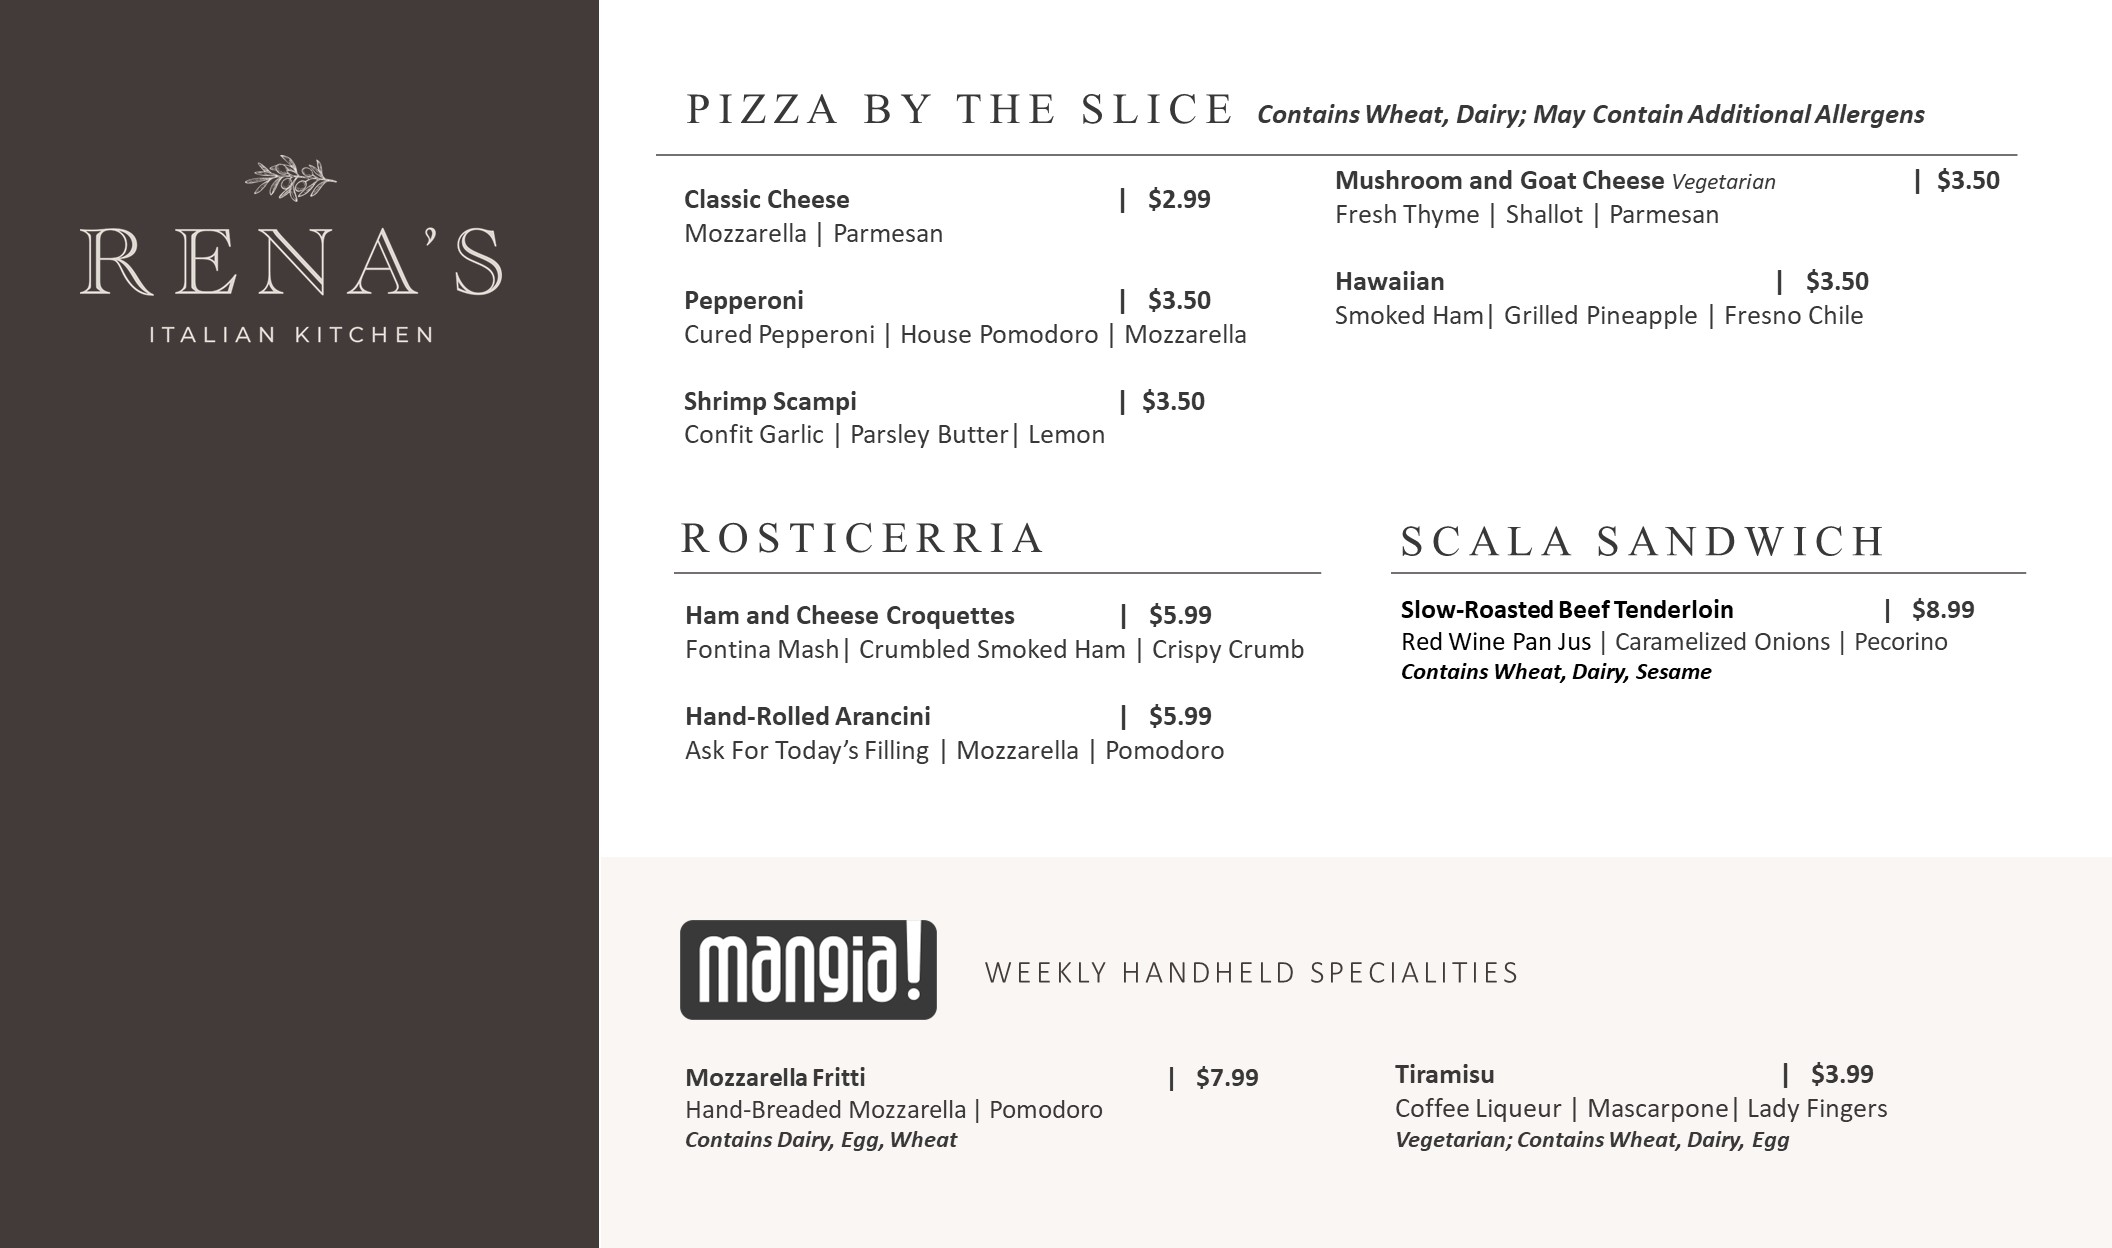 RENA'S
ITALIAN KITCHEN
PIZZA BY THE SLICE Contains Wheat, Dairy; May Contain Additional Allergens
Classic Cheese | $2.99
Mozzarella | Parmesan
Pepperoni | $3.50
Cured Pepperoni | House Pomodoro | Mozzarella
Shrimp Scampi | $3.50
Confit Garlic | Parsley Butter| Lemon
Mushroom and Goat Cheese Vegetarian | $3.50
Fresh Thyme | Shallot | Parmesan
Hawaiian | $3.50
Smoked Ham| Grilled Pineapple | Fresno Chile
ROSTICERRIA
Ham and Cheese Croquettes | $5.99
Fontina Mash| Crumbled Smoked Ham | Crispy Crumb
Hand-Rolled Arancini | $5.99
Ask For Today's Filling | Mozzarella | Pomodoro
SCALA SANDWICH
Slow-Roasted Beef Tenderloin | $8.99
Red Wine Pan Jus | Caramelized Onions | Pecorino
Contains Wheat, Dairy, Sesame
mangia! WEEKLY HANDHELD SPECIALITIES
Mozzarella Fritti | $7.99
Hand-Breaded Mozzarella | Pomodoro
Contains Dairy, Egg, Wheat
Tiramisu | $3.99
Coffee Liqueur | Mascarpone| Lady Fingers
Vegetarian; Contains Wheat, Dairy, Egg